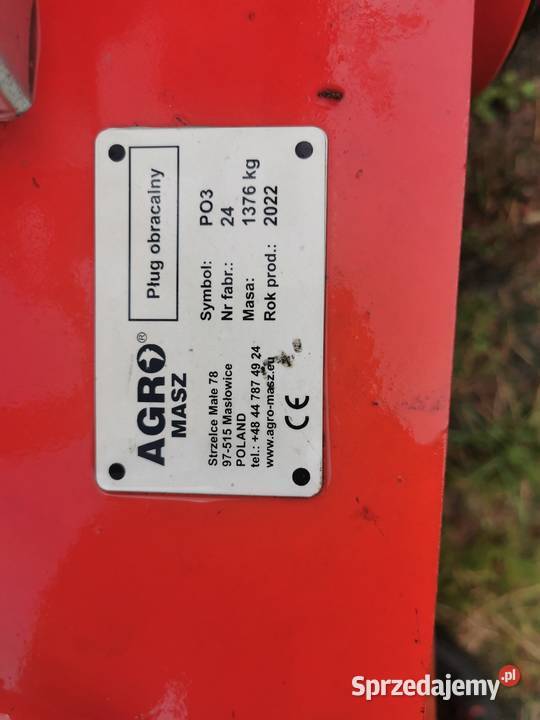 AGRO®
MASZ
Pług obracalny
Strzelce Małe 78
97-515 Masłowice
POLAND
tel.: +48 44 787 49 24
www.agro-masz.eu
CE
Symbol: PO3
Nr fabr.: 24
Masa: 1376 kg
Rok prod.: 2022
Sprzedajemy.pl